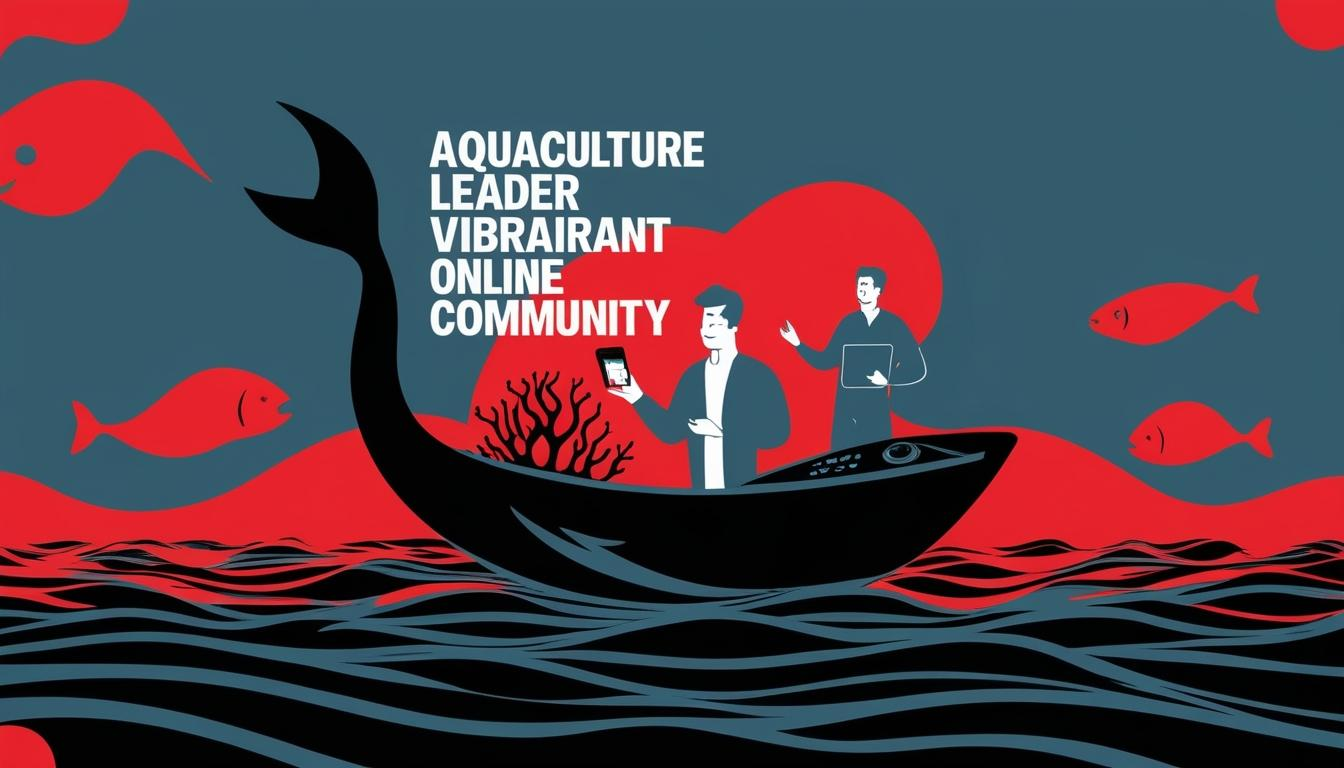 AQUACULTURE
LEADER
VIBRAIRANT
ONLINE
COMMUNITY